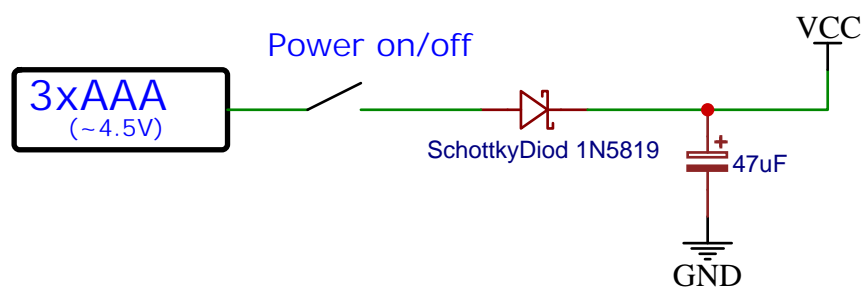 VCC
Power on/off
3xAAA
(~4.5V)
SchottkyDiod 1N5819
+
47uF
GND